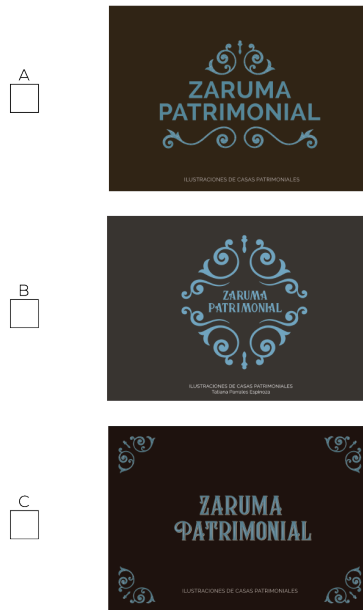 A
ZARUMA
PATRIMONIAL
ILUSTRACIONES DE CASAS PATRIMONIALES
B
ZARUMA
PATRIMONIAL
ILUSTRACIONES DE CASAS PATRIMONIALES
Tatiana Espinoza
C
ZARUMA
PATRIMONIAL
ILUSTRACIONES DE CASAS PATRIMONIALES